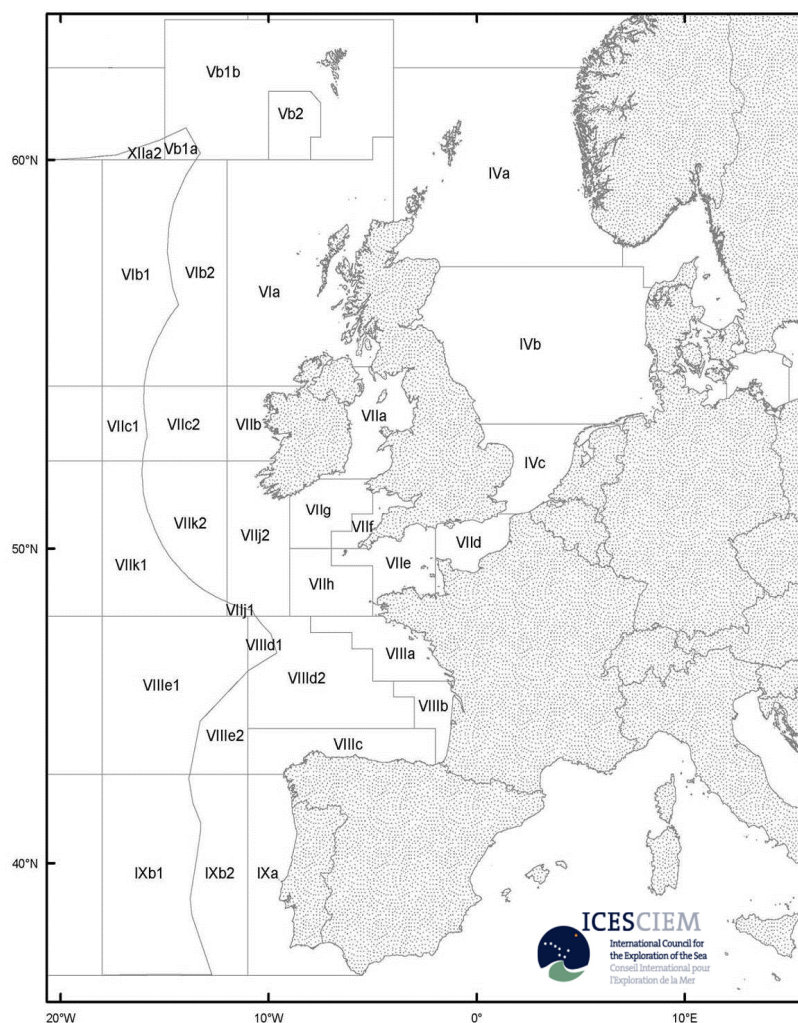 Vb1b
Vb2
60°N
XIIa2
Vb1a
IVa
VIb1
VIb2
VIa
IVb
VIIc1
VIIc2
VIIb
VIIa
IVc
VIIg
VIIk2
VIIj2
VIIf
50°N
VIIk1
VIIh
VIIe
VIId
VIIj1
VIIId1
VIIIa
VIIIe1
VIIId2
VIIIb
VIIIe2
VIIIc
40°N
IXb1
IXb2
IXa
ICESCIEM
International Council for
the Exploration of the Sea
Conseil International pour
l'Exploration de la Mer
20°W
10°W
0°
10°E